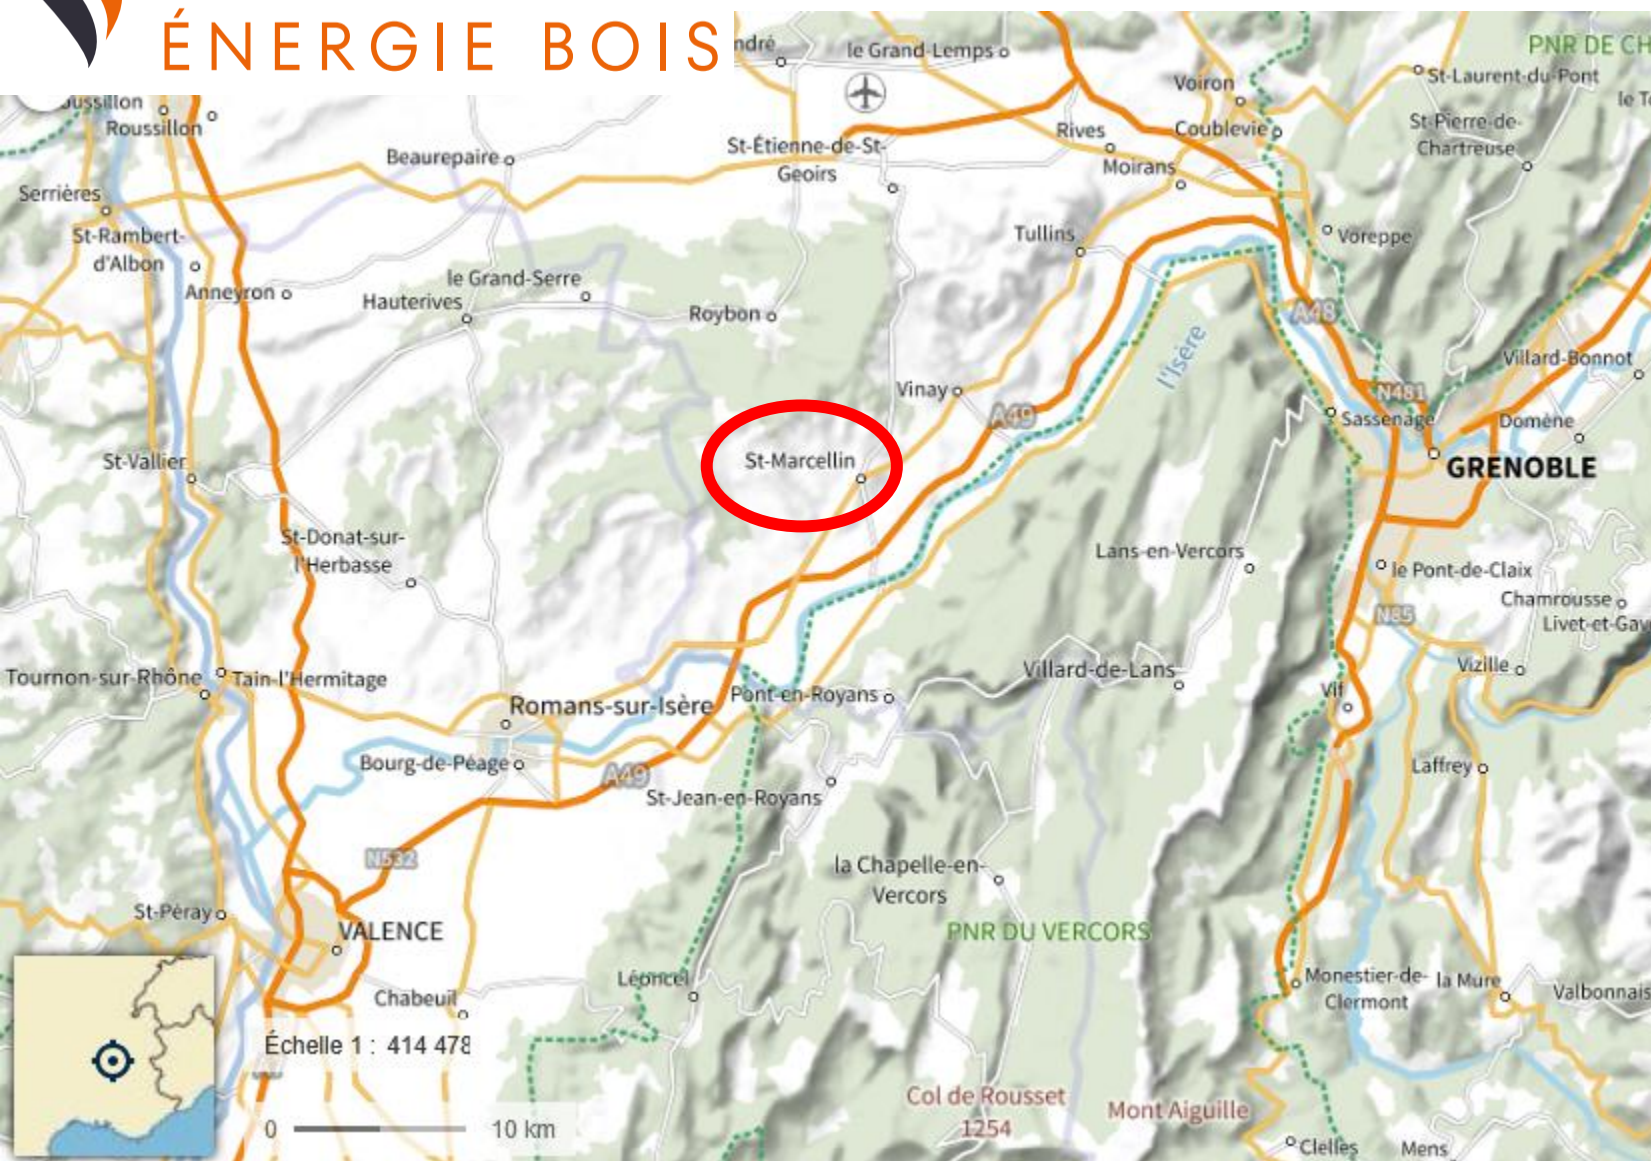 ÉNERGIE BOIS
ndré
le Grand-Lemps
PNR DE CH
Voiron
St-Laurent-du-Pont
le T
Roussillon
Rives
Coublevie
St-Pierre-de-
Chartreuse
St-Étienne-de-St-
Geoirs
Beaurepaire
Moirans
Serrières
St-Rambert-
d'Albon
Tullins
Voreppe
Anneyron
le Grand-Serre
Hauterives
Roybon
A48
l'Isère
Villard-Bonnot
Vinay
A49
N481
Sassenage
Domène
St-Vallier
St-Marcellin
GRENOBLE
St-Donat-sur-
l'Herbasse
Lans-en-Vercors
le Pont-de-Claix
Chamrousse
Livet-et-Gav
N85
Tournon-sur-Rhône
Tain-l'Hermitage
Villard-de-Lans
Vizille
Romans-sur-Isère
Pont-en-Royans
Vif
Bourg-de-Péage
A49
St-Jean-en-Royans
Laffrey
N532
la Chapelle-en-
Vercors
St-Péray
VALENCE
PNR DU VERCORS
Léoncel
Chabeuil
Monestier-de-
Clermont
la Mure
Valbonnais
Échelle 1 : 414 478
Col de Rousset
1254
Mont Aiguille
0 10 km
Clelles
Mens